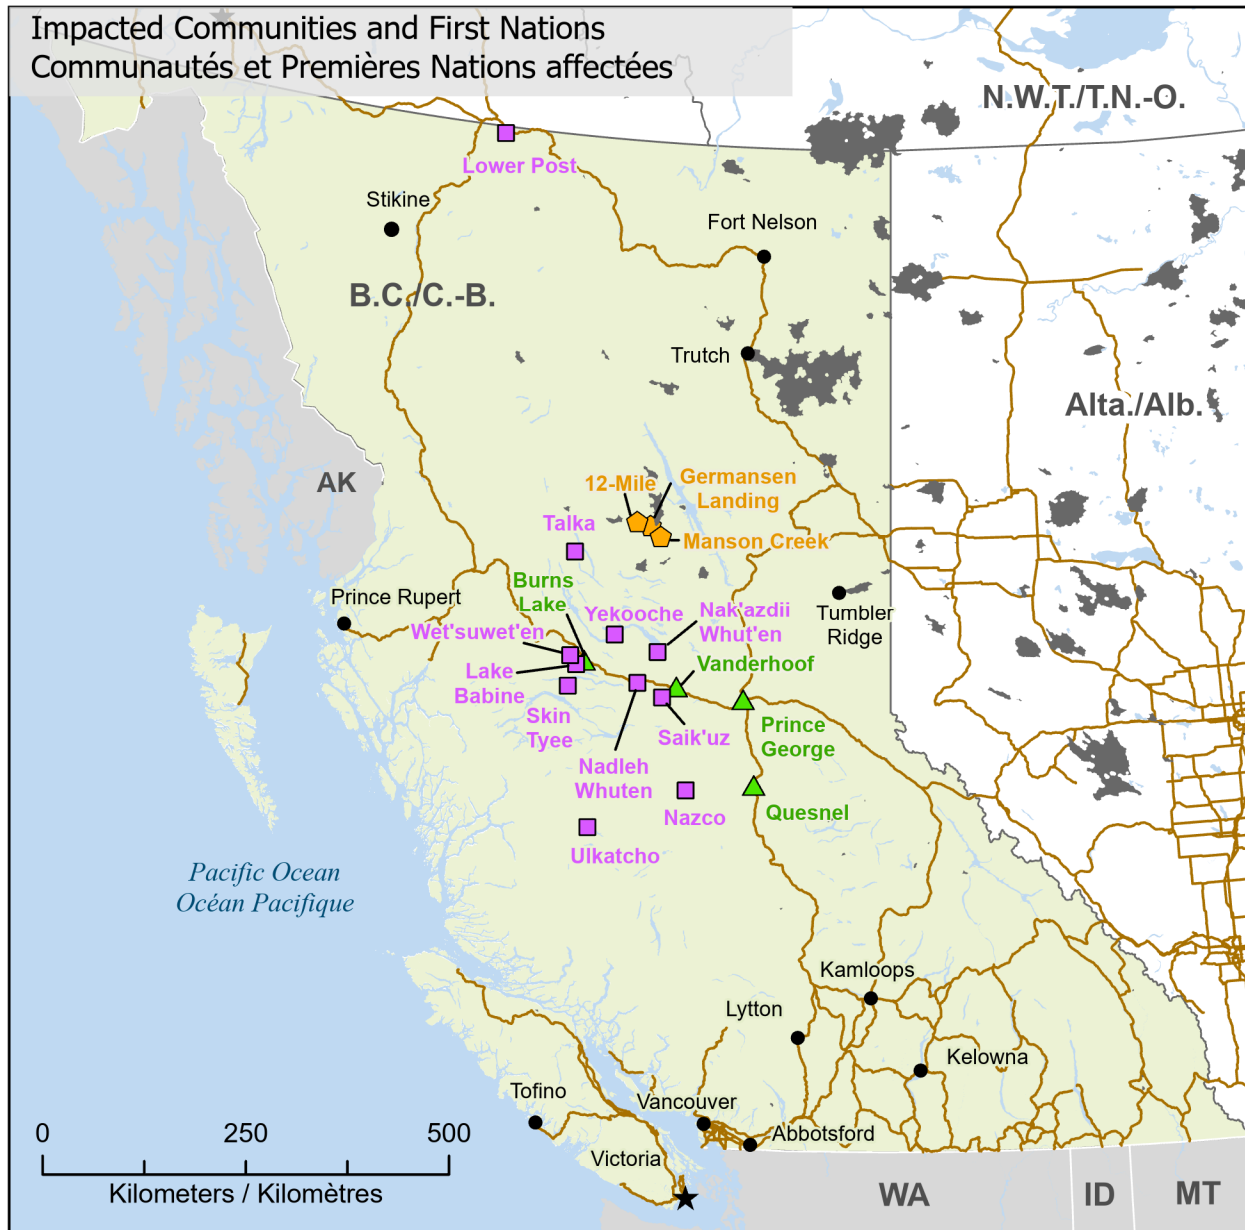 Impacted Communities and First Nations
Communautés et Premières Nations affectées
N.W.T./T.N.-O.
Lower Post
Stikine
Fort Nelson
B.C./C.-B.
Trutch
Alta./Alb.
AK
12-Mile
Germansen
Landing
Talka
Manson Creek
Burns
Lake
Prince Rupert
Yekooche
Nak'azdii
Whut'en
Tumbler
Ridge
Wet'suwet'en
Lake
Babine
Vanderhoof
Skin
Tyee
Saik'uz
Prince
George
Nadleh
Whuten
Nazco
Quesnel
Ulkatcho
Pacific Ocean
Océan Pacifique
Kamloops
Lytton
Kelowna
Tofino
Vancouver
Abbotsford
Victoria
0 250 500
Kilometers / Kilomètres
WA
ID
MT